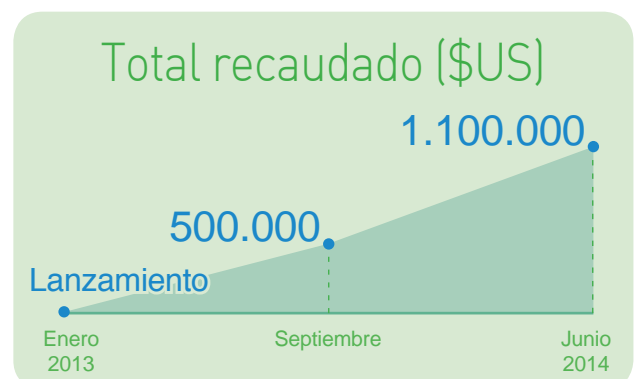 Total recaudado ($US)
1.100.000
500.000
Lanzamiento
Enero
2013
Septiembre
Junio
2014